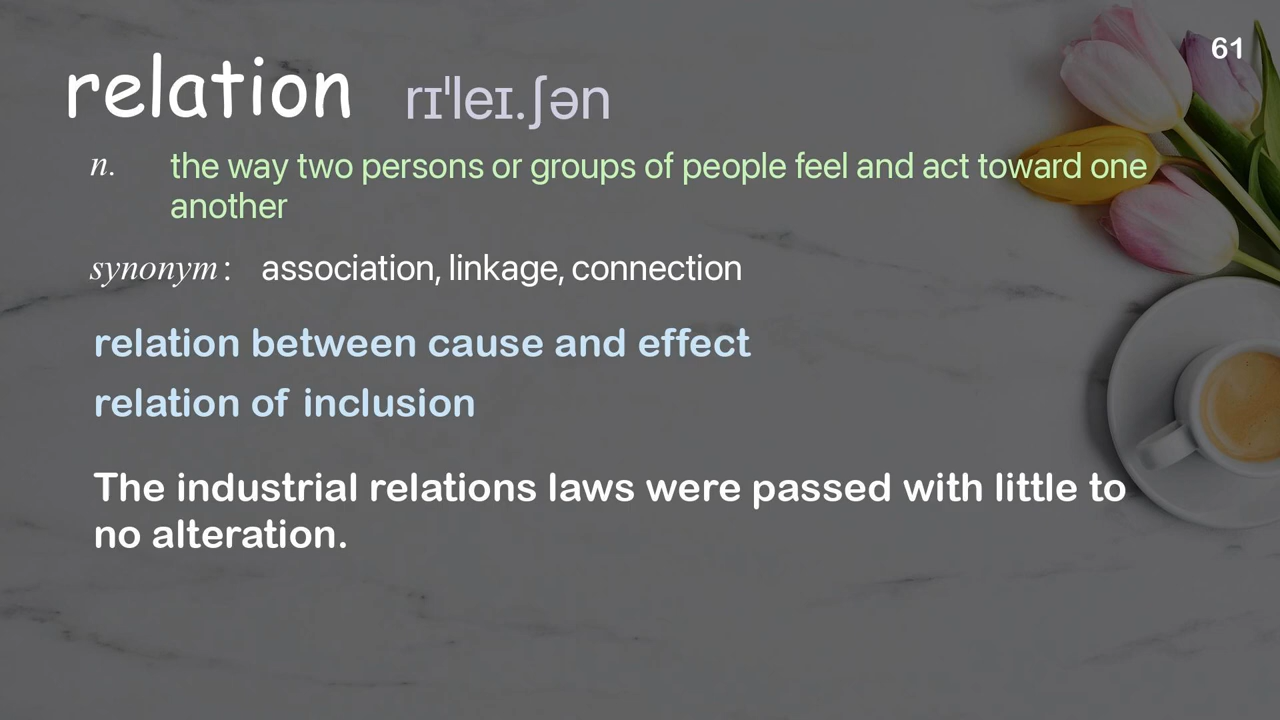 61
relation rɪˈleɪ.ʃən
n. the way two persons or groups of people feel and act toward one
another
synonym: association, linkage, connection
relation between cause and effect
relation of inclusion
The industrial relations laws were passed with little to
no alteration.